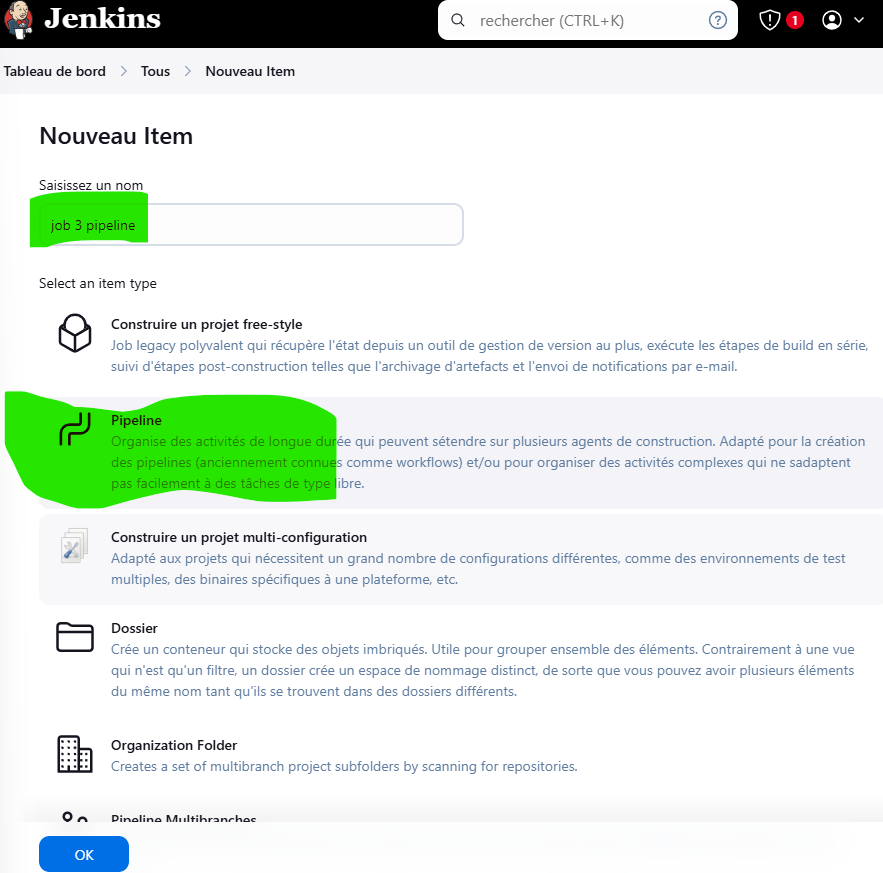 Jenkins
rechercher (CTRL+K)
?
1
Tableau de bord > Tous > Nouveau Item
Nouveau Item
Saisissez un nom
job 3 pipeline
Select an item type
Construire un projet free-style
Job legacy polyvalent qui récupère l'état depuis un outil de gestion de version au plus, exécute les étapes de build en série,
suivi d'étapes post-construction telles que l'archivage d'artefacts et l'envoi de notifications par e-mail.
Pipeline
Organise des activités de longue durée qui peuvent sétendre sur plusieurs agents de construction. Adapté pour la création
des pipelines (anciennement connues comme workflows) et/ou pour organiser des activités complexes qui ne sadaptent
pas facilement à des tâches de type libre.
Construire un projet multi-configuration
Adapté aux projets qui nécessitent un grand nombre de configurations différentes, comme des environnements de test
multiples, des binaires spécifiques à une plateforme, etc.
Dossier
Crée un conteneur qui stocke des objets imbriqués. Utile pour grouper ensemble des éléments. Contrairement à une vue
qui n'est qu'un filtre, un dossier crée un espace de nommage distinct, de sorte que vous pouvez avoir plusieurs éléments
du même nom tant qu'ils se trouvent dans des dossiers différents.
Organization Folder
Creates a set of multibranch project subfolders by scanning for repositories.
Pipeline Multibranches
OK